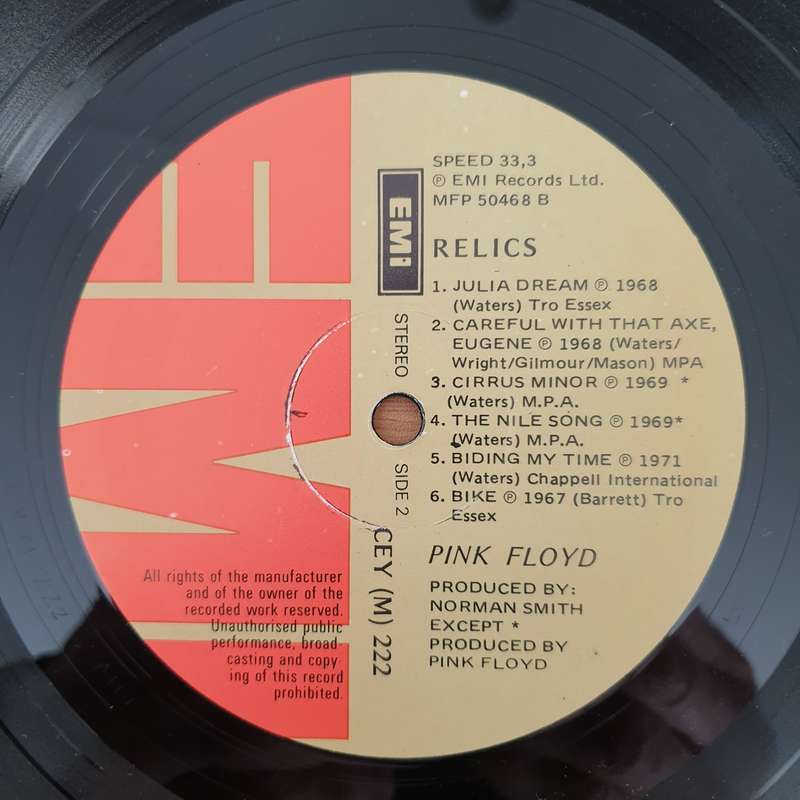 SPEED 33,3
℗ EMI Records Ltd.
MFP 50468 B
EMI
RELICS
1. JULIA DREAM ℗ 1968
(Waters) Tro Essex
2. CAREFUL WITH THAT AXE,
EUGENE ℗ 1968 (Waters/
Wright/Gilmour/Mason) MPA
3. CIRRUS MINOR ℗ 1969 *
(Waters) M.P.A.
4. THE NILE SONG ℗ 1969*
(Waters) M.P.A.
5. BIDING MY TIME ℗ 1971
(Waters) Chappell International
6. BIKE ℗ 1967 (Barrett) Tro
Essex
STEREO
SIDE 2
CEY (M) 222
PINK FLOYD
PRODUCED BY:
NORMAN SMITH
EXCEPT *
PRODUCED BY
PINK FLOYD
EMI
All rights of the manufacturer
and of the owner of the
recorded work reserved.
Unauthorised public
performance, broad-
casting and copy
ing of this record
prohibited.